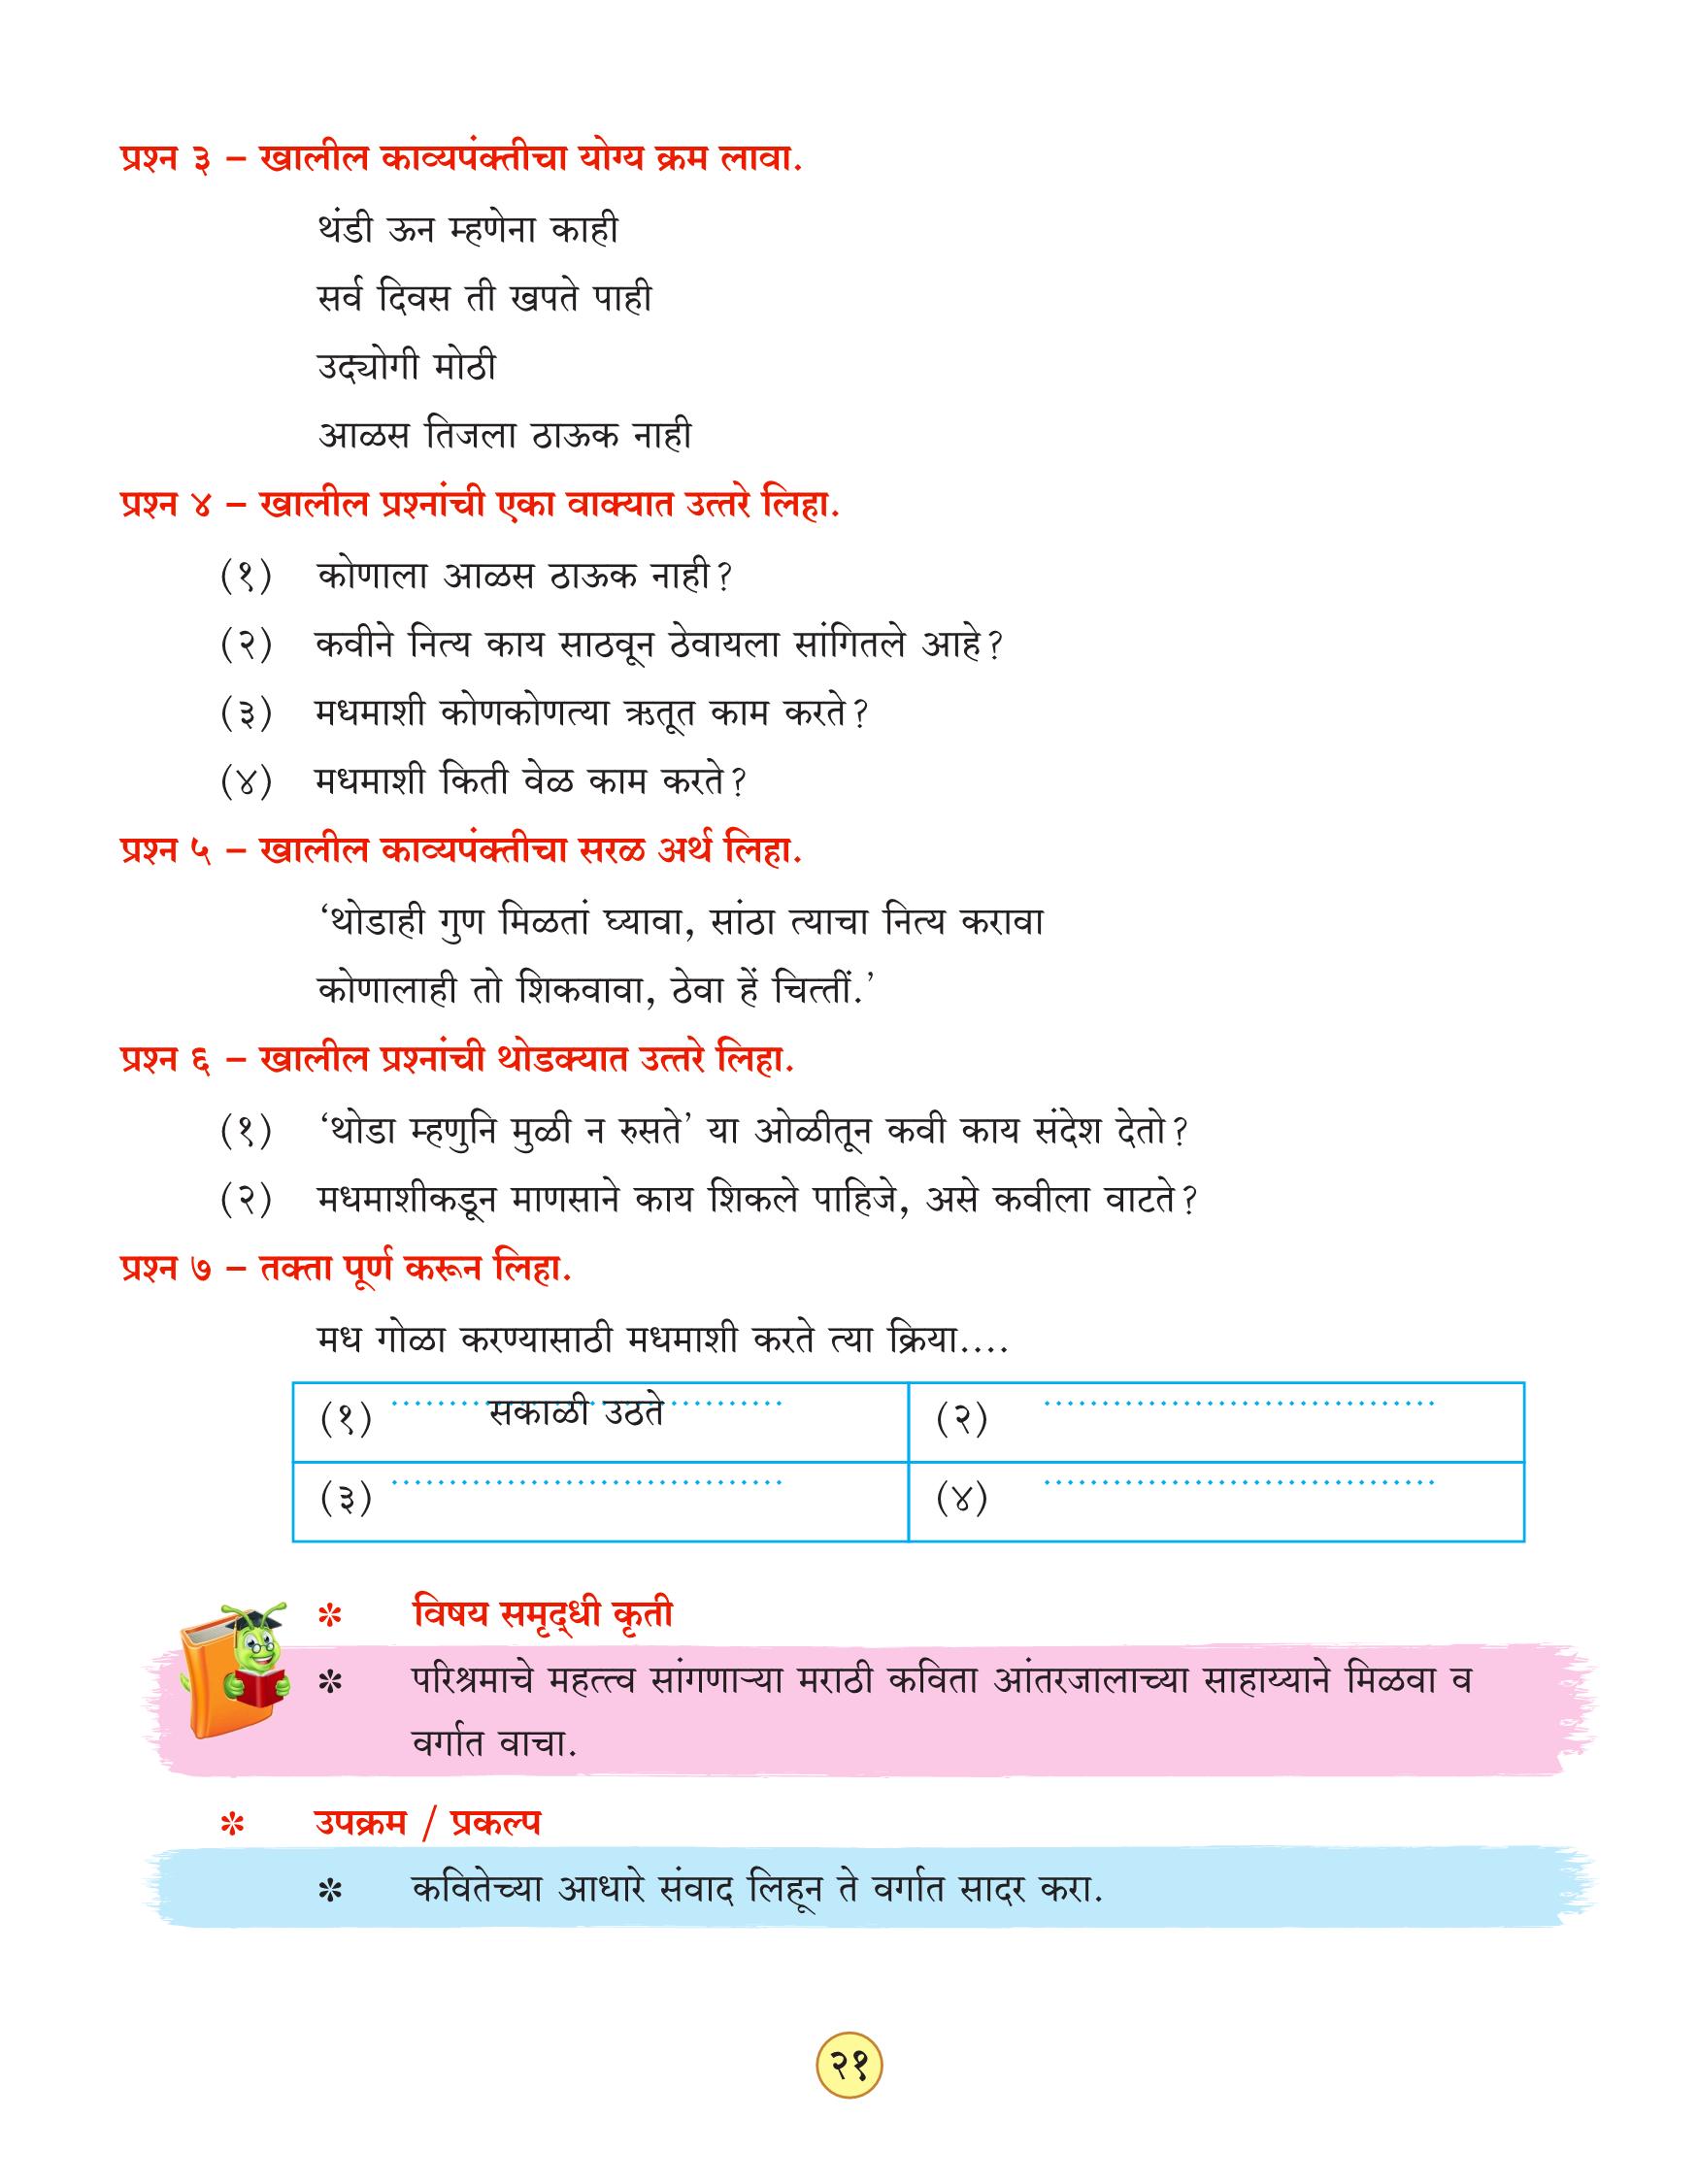 प्रश्न ३ – खालील काव्यपंक्तीचा योग्य क्रम लावा.
थंडी ऊन म्हणेना काही
सर्व दिवस ती खपते पाही
उद्योगी मोठी
आळस तिजला ठाऊक नाही
प्रश्न ४ – खालील प्रश्नांची एका वाक्यात उत्तरे लिहा.
(१) कोणाला आळस ठाऊक नाही?
(२) कवीने नित्य काय साठवून ठेवायला सांगितले आहे?
(३) मधमाशी कोणकोणत्या ऋतूत काम करते?
(४) मधमाशी किती वेळ काम करते?
प्रश्न ५ – खालील काव्यपंक्तीचा सरळ अर्थ लिहा.
‘थोडाही गुण मिळतां घ्यावा, सांठा त्याचा नित्य करावा
कोणालाही तो शिकवावा, ठेवा हें चित्तीं.’
प्रश्न ६ – खालील प्रश्नांची थोडक्यात उत्तरे लिहा.
(१) ‘थोडा म्हणुनि मुळी न रुसते’ या ओळीतून कवी काय संदेश देतो?
(२) मधमाशीकडून माणसाने काय शिकले पाहिजे, असे कवीला वाटते?
प्रश्न ७ – तक्ता पूर्ण करून लिहा.
मध गोळा करण्यासाठी मधमाशी करते त्या क्रिया....
(१) सकाळी उठते (२) ..................................
(३) .................................. (४) ..................................
* विषय समृद्धी कृती
* परिश्रमाचे महत्त्व सांगणाऱ्या मराठी कविता आंतरजालाच्या साहाय्याने मिळवा व
वर्गात वाचा.
* उपक्रम / प्रकल्प
* कवितेच्या आधारे संवाद लिहून ते वर्गात सादर करा.
२१